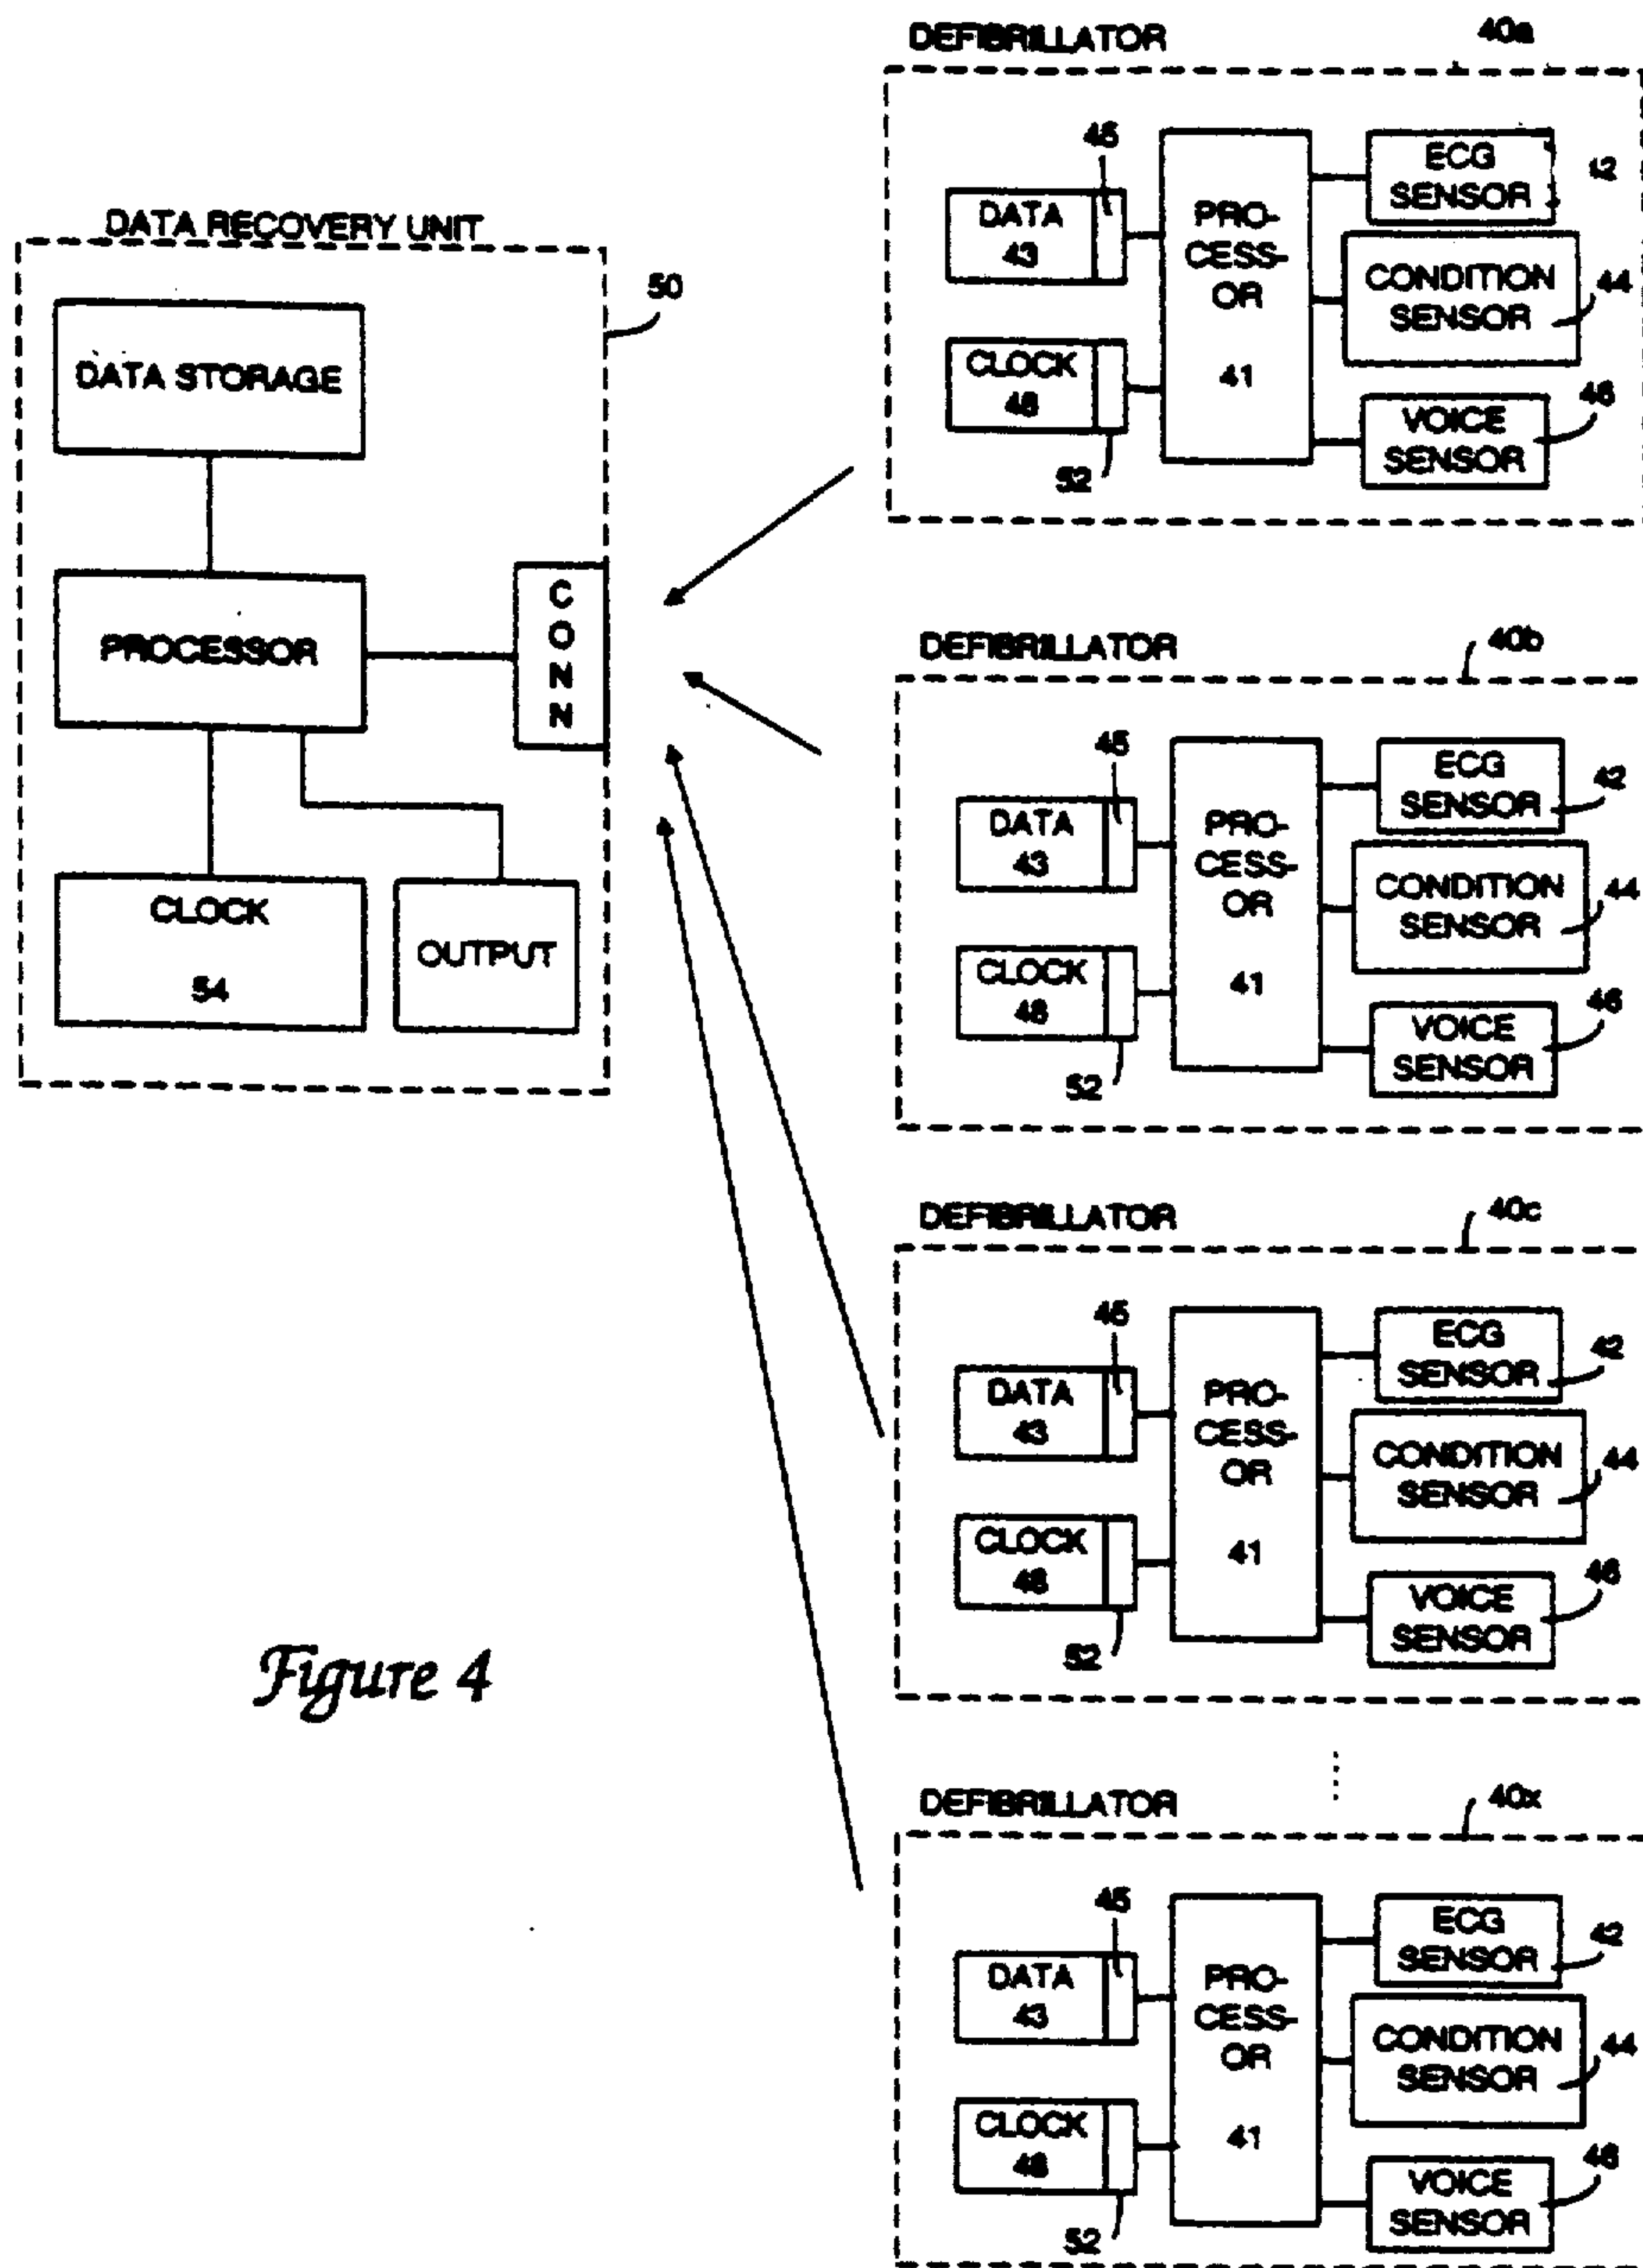 DATA RECOVERY UNIT
50
DATA STORAGE
PROCESSOR
C
O
N
N
CLOCK
54
OUTPUT
Figure 4
DEFIBRILLATOR
40a
45
DATA
43
CLOCK
48
52
PRO-
CESS-
OR
41
ECG
SENSOR
CONDITION
SENSOR
44
VOICE
SENSOR
46
DEFIBRILLATOR
40b
45
DATA
43
CLOCK
48
52
PRO-
CESS-
OR
41
ECG
SENSOR
42
CONDITION
SENSOR
44
VOICE
SENSOR
46
DEFIBRILLATOR
40c
45
DATA
43
CLOCK
48
52
PRO-
CESS-
OR
41
ECG
SENSOR
42
CONDITION
SENSOR
44
VOICE
SENSOR
46
DEFIBRILLATOR
40x
45
DATA
43
CLOCK
48
52
PRO-
CESS-
OR
41
ECG
SENSOR
42
CONDITION
SENSOR
44
VOICE
SENSOR
46